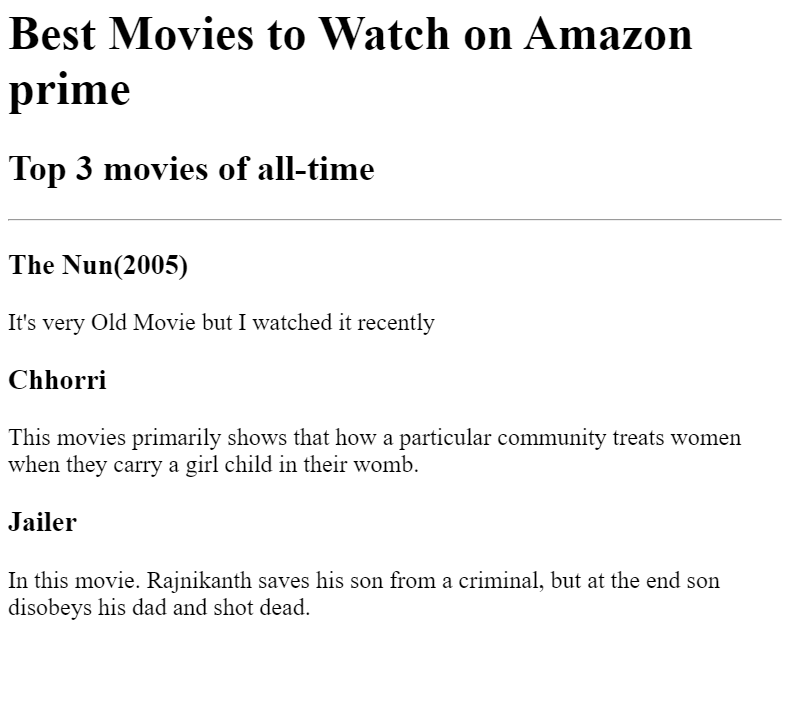 Best Movies to Watch on Amazon
prime
Top 3 movies of all-time
The Nun(2005)
It's very Old Movie but I watched it recently
Chhorri
This movies primarily shows that how a particular community treats women
when they carry a girl child in their womb.
Jailer
In this movie. Rajnikanth saves his son from a criminal, but at the end son
disobeys his dad and shot dead.